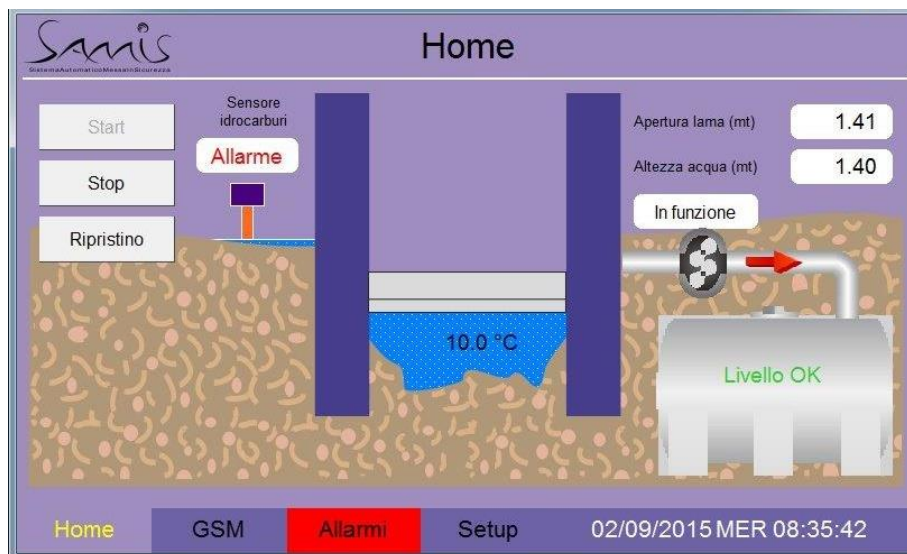 Samis
SistemaAutomaticoMessaInSicurezza
Home
Start
Stop
Ripristino
Sensore
idrocarburi
Allarme
Apertura lama (mt)
1.41
Altezza acqua (mt)
1.40
In funzione
10.0 °C
Livello OK
Home
GSM
Allarmi
Setup
02/09/2015 MER 08:35:42